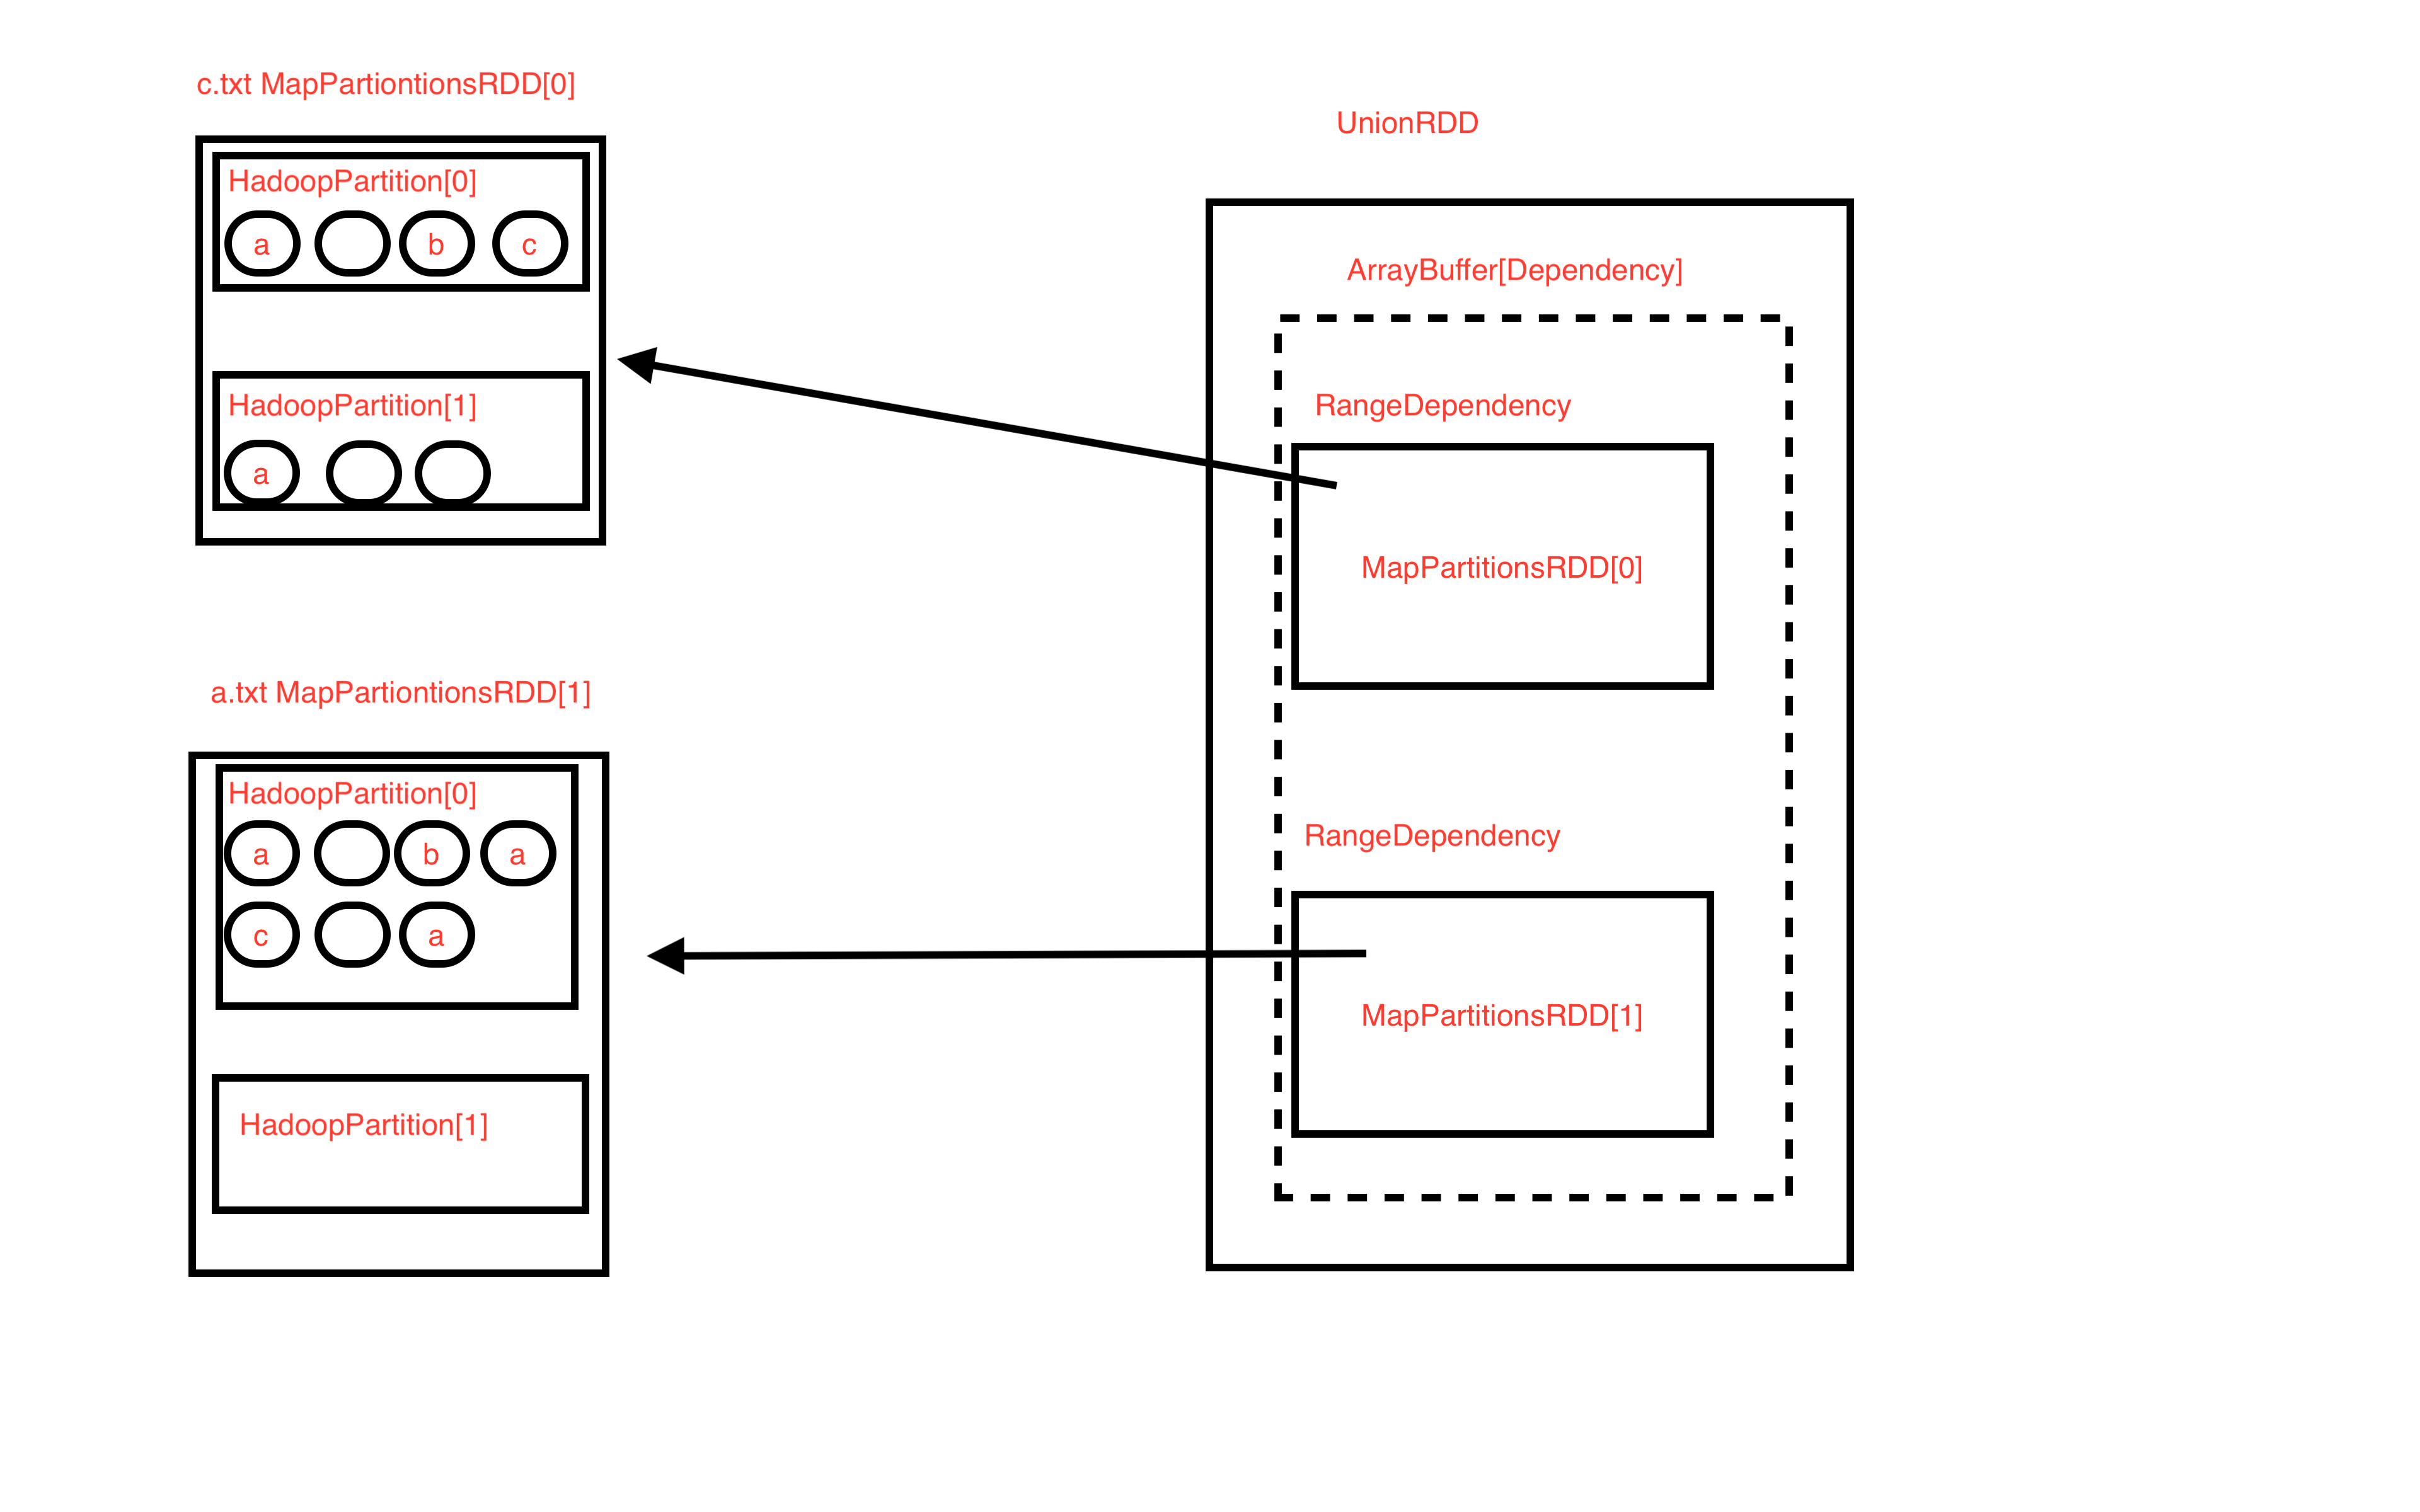 c.txt MapPartiontionsRDD[0]
HadoopPartition[0]
a b c
HadoopPartition[1]
a
a.txt MapPartiontionsRDD[1]
HadoopPartition[0]
a b a
c a
HadoopPartition[1]
UnionRDD
ArrayBuffer[Dependency]
RangeDependency
MapPartitionsRDD[0]
RangeDependency
MapPartitionsRDD[1]